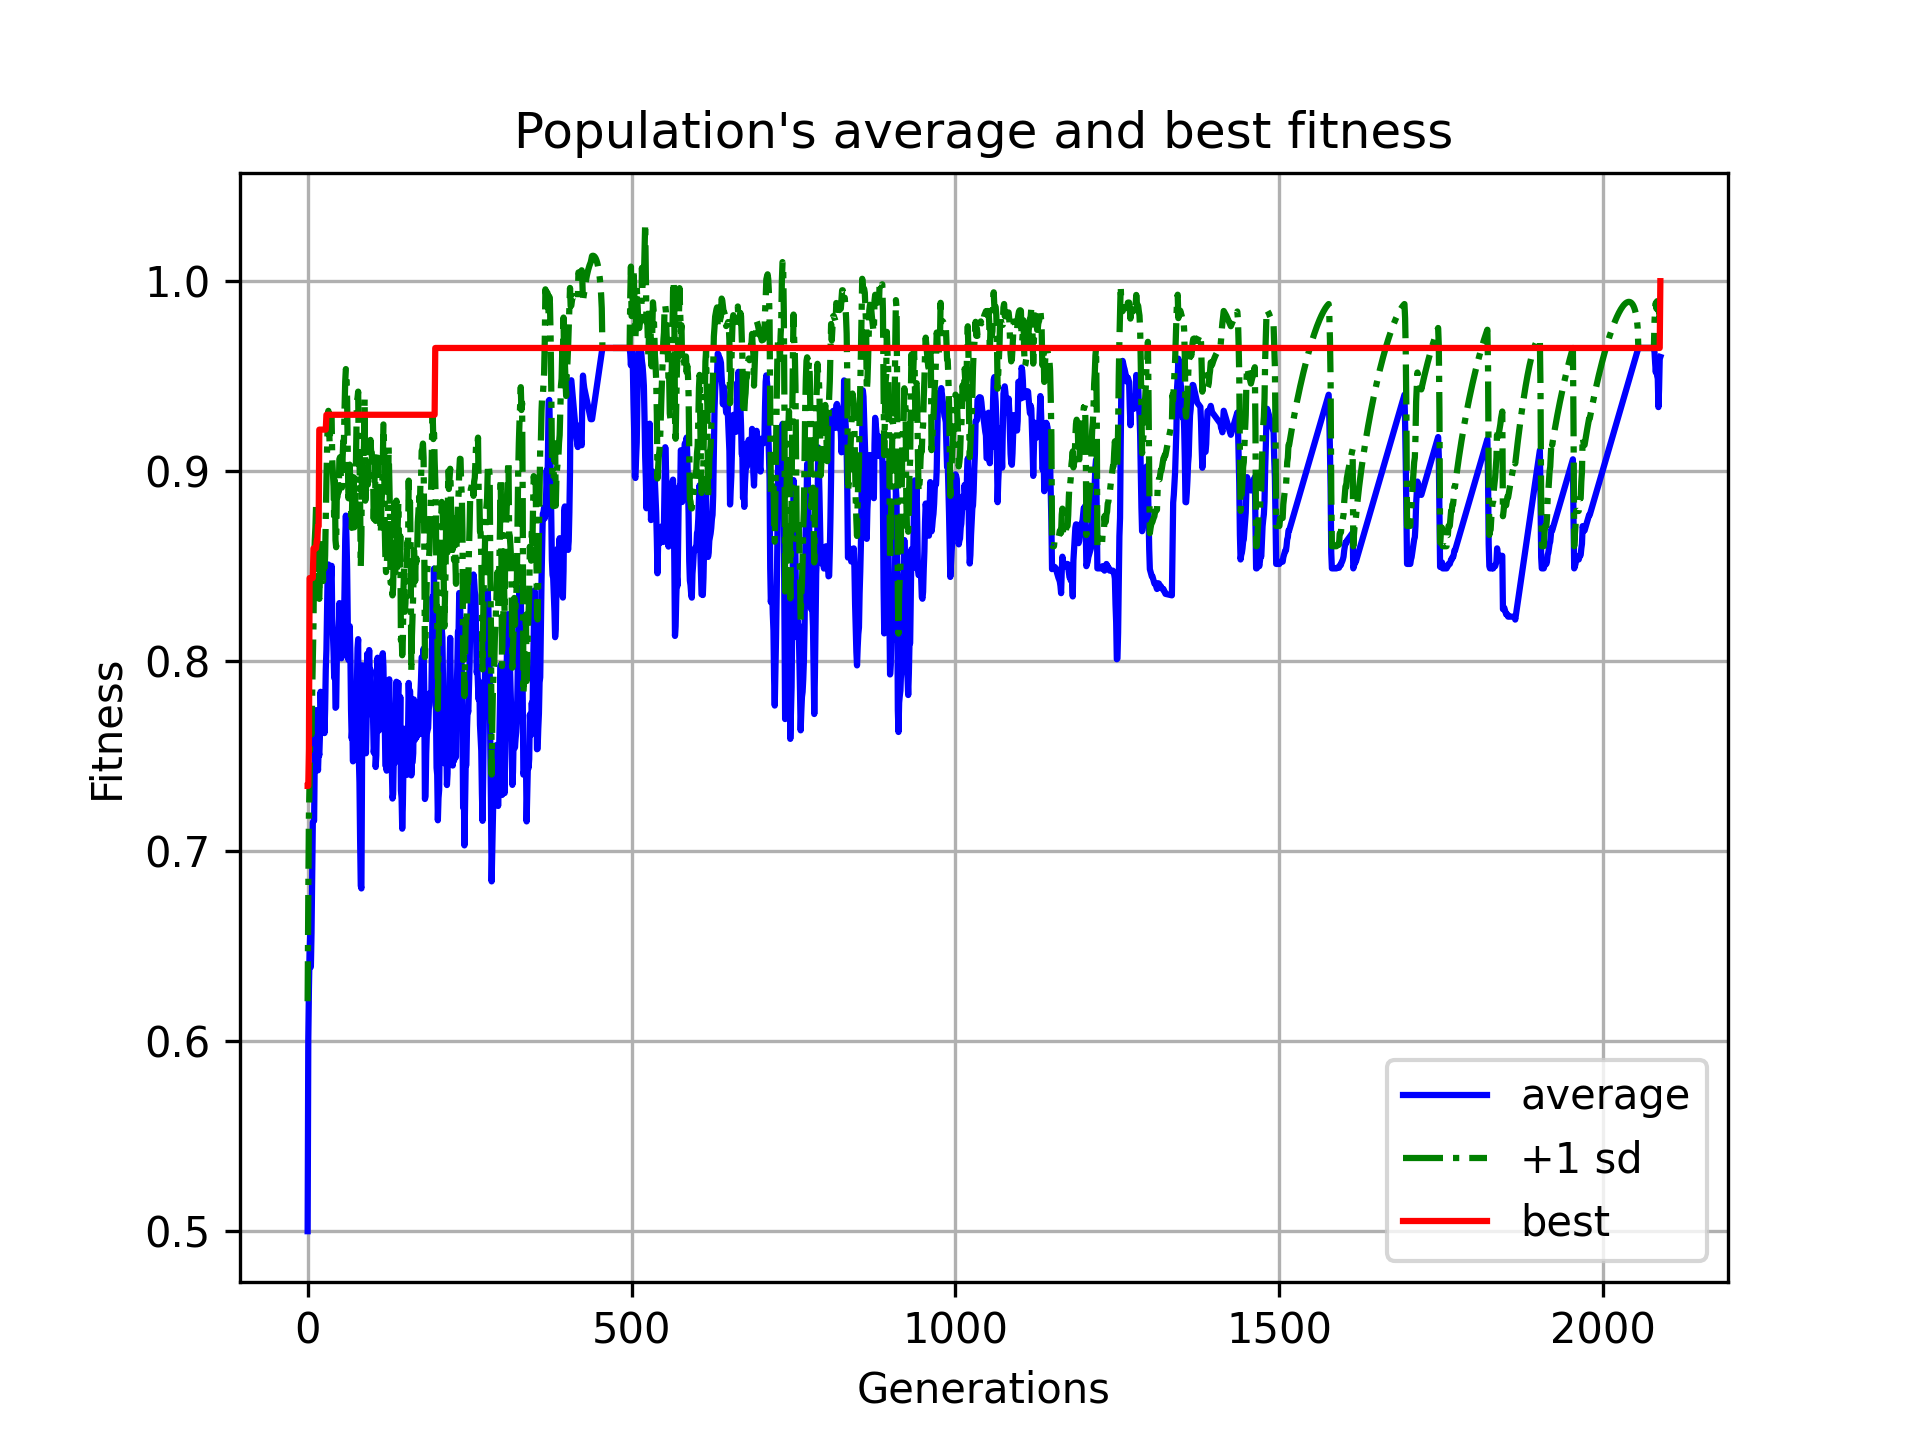 Population's average and best fitness
1.0
0.9
0.8
0.7
0.6
0.5
Fitness
0 500 1000 1500 2000
Generations
average
+1 sd
best